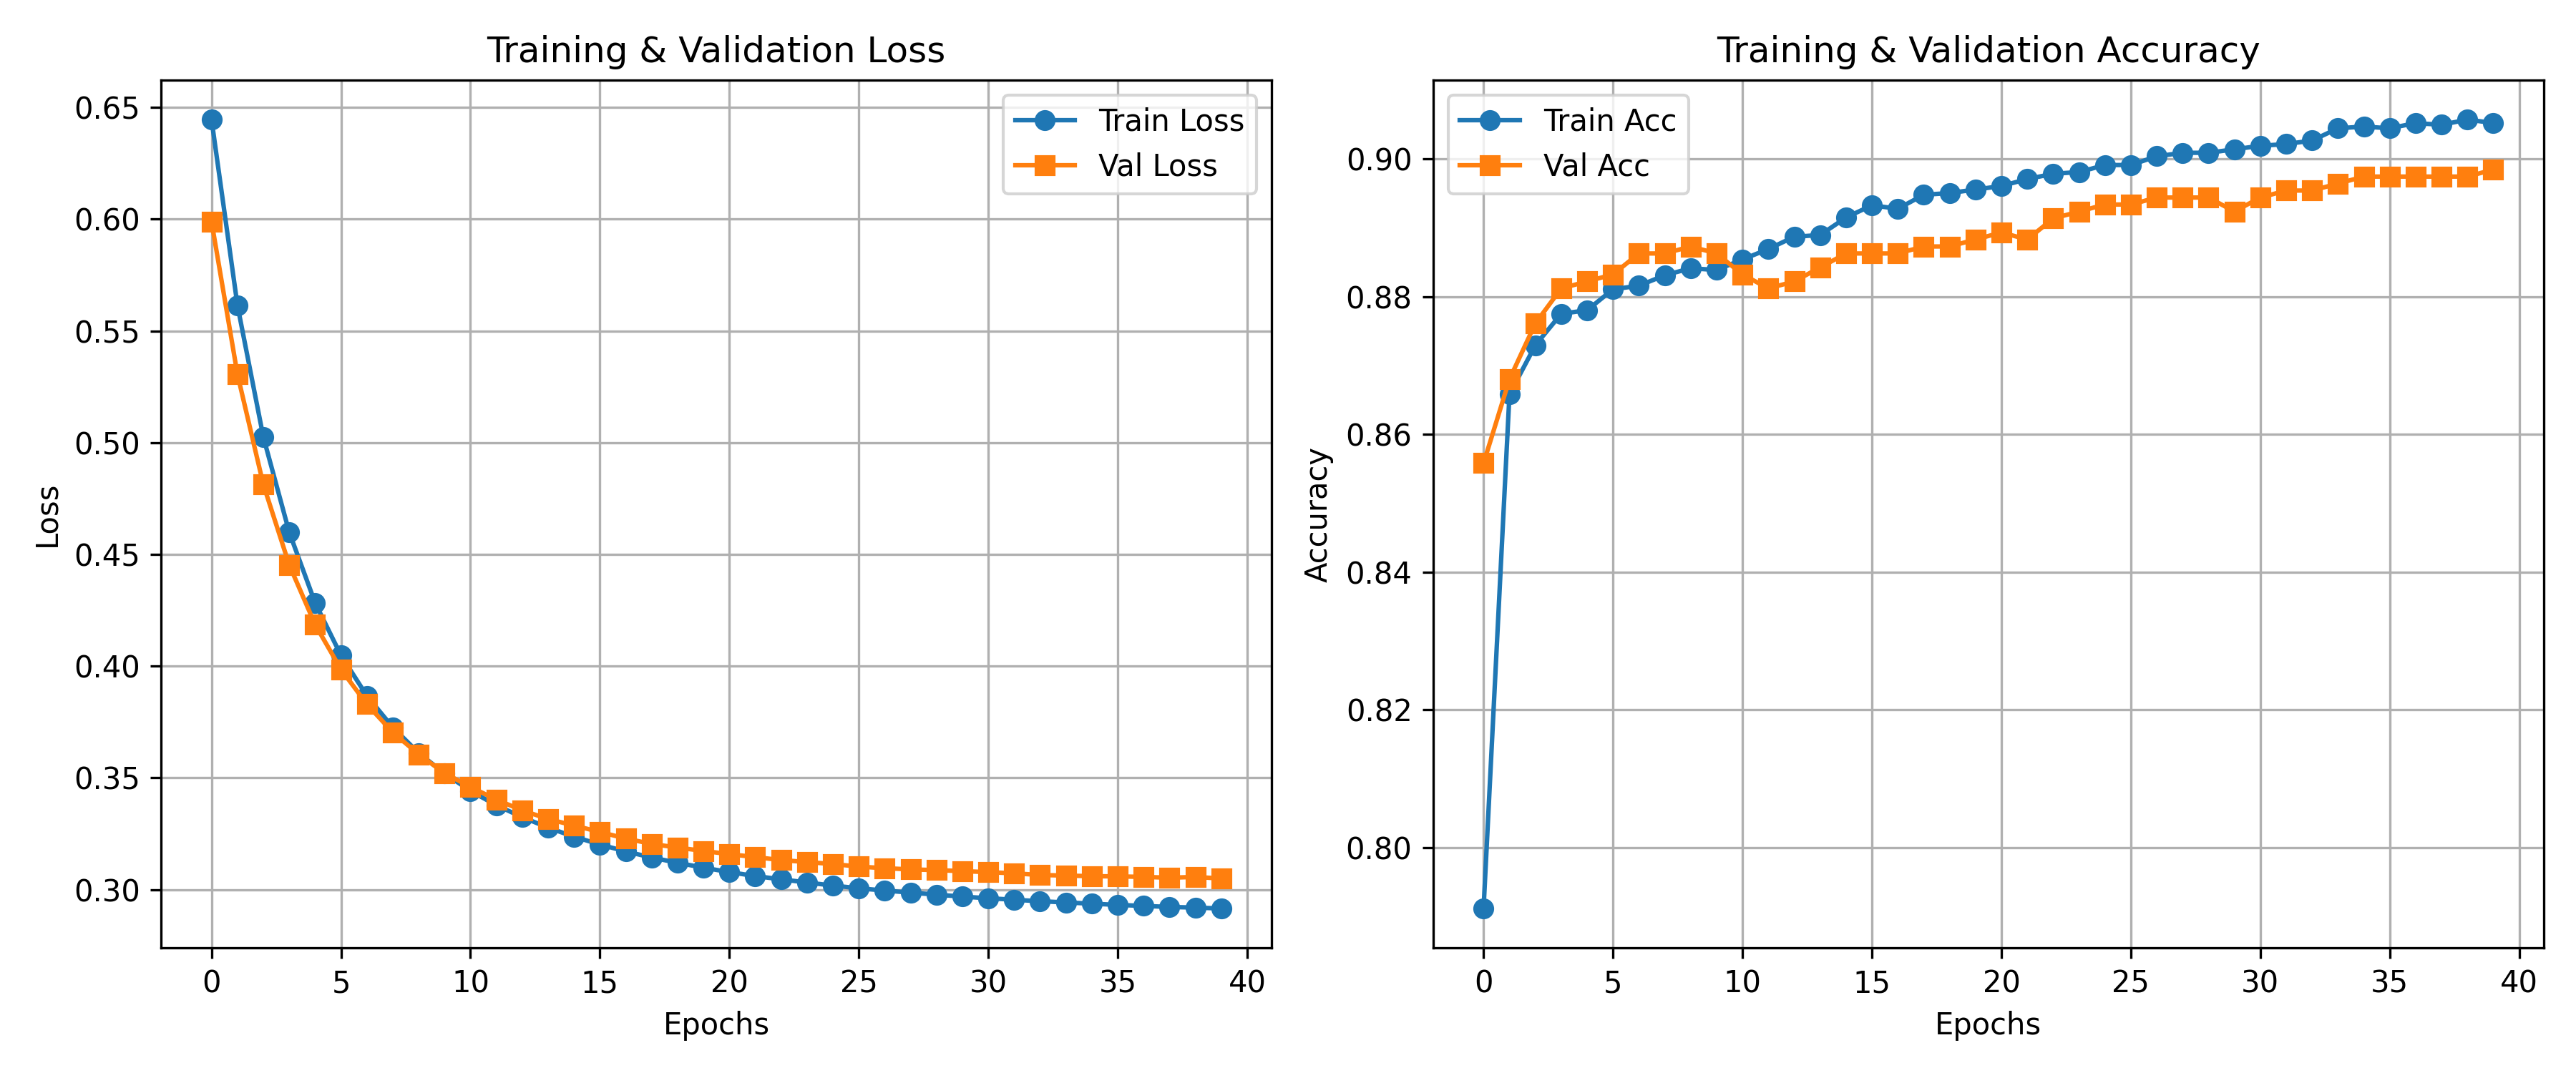 Training & Validation Loss
Train Loss
Val Loss
0.65
0.60
0.55
0.50
0.45
0.40
0.35
0.30
Loss
0 5 10 15 20 25 30 35 40
Epochs
Training & Validation Accuracy
Train Acc
Val Acc
0.90
0.88
0.86
0.84
0.82
0.80
Accuracy
0 5 10 15 20 25 30 35 40
Epochs